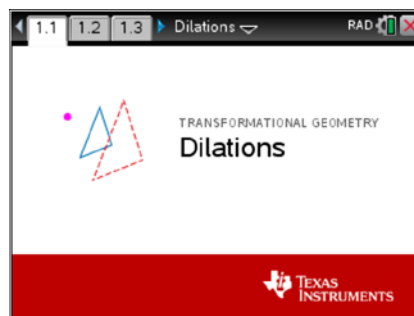 1.1 1.2 1.3 Dilations RAD
TRANSFORMATIONAL GEOMETRY
Dilations
TEXAS
INSTRUMENTS